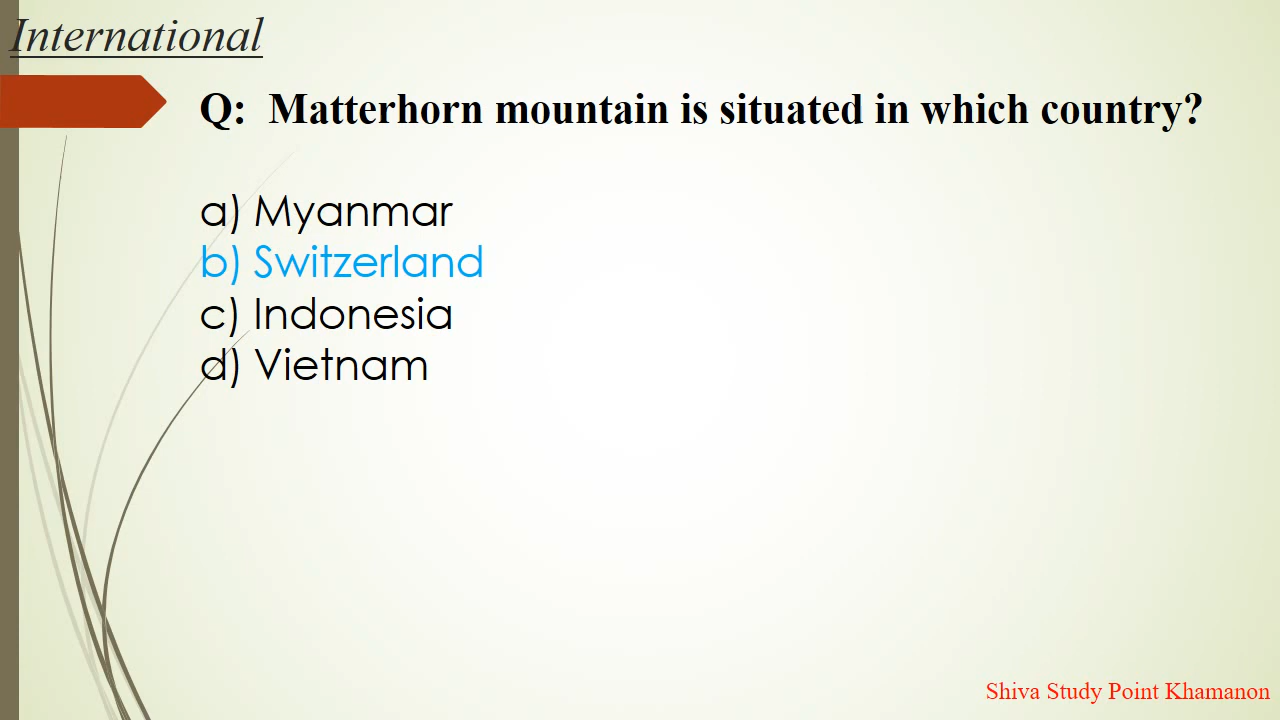 International
Q:  Matterhorn mountain is situated in which country?
a) Myanmar
b) Switzerland
c) Indonesia
d) Vietnam
Shiva Study Point Khamanon